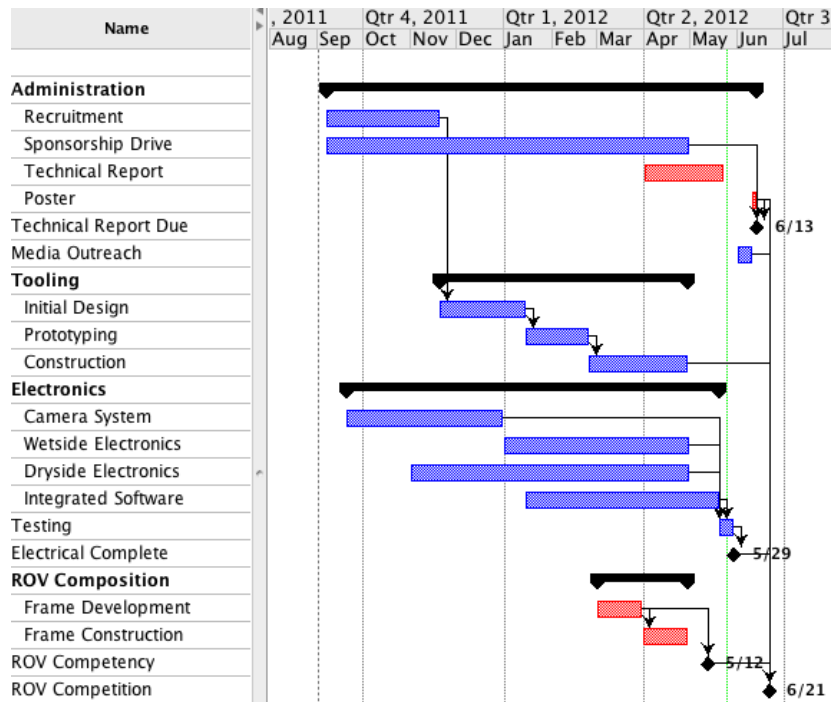 Name
, 2011 Qtr 4, 2011 Qtr 1, 2012 Qtr 2, 2012 Qtr 3
Aug Sep Oct Nov Dec Jan Feb Mar Apr May Jun Jul
Administration
Recruitment
Sponsorship Drive
Technical Report
Poster
Technical Report Due 6/13
Media Outreach
Tooling
Initial Design
Prototyping
Construction
Electronics
Camera System
Wetside Electronics
Dryside Electronics
Integrated Software
Testing
Electrical Complete 5/29
ROV Composition
Frame Development
Frame Construction
ROV Competency 5/12
ROV Competition 6/21